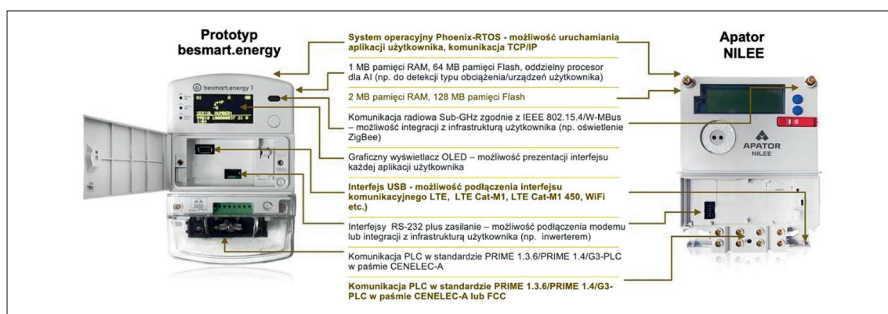 Prototyp
besmart.energy
Apator
NILEE
System operacyjny Phoenix-RTOS - możliwość uruchamiania
aplikacji użytkownika, komunikacja TCP/IP
1 MB pamięci RAM, 64 MB pamięci Flash, oddzielny procesor
dla AI (np. do detekcji typu obciążenia/urządzeń użytkownika)
2 MB pamięci RAM, 128 MB pamięci Flash
Komunikacja radiowa Sub-GHz zgodnie z IEEE 802.15.4/W-MBus
– możliwość integracji z infrastrukturą użytkownika (np. oświetlenie
ZigBee)
Graficzny wyświetlacz OLED – możliwość prezentacji interfejsu
każdej aplikacji użytkownika
Interfejs USB - możliwość podłączenia interfejsu
komunikacyjnego LTE, LTE Cat-M1, LTE Cat-M1 450, WiFi
etc.)
Interfejsy RS-232 plus zasilanie – możliwość podłączenia modemu
lub integracji z infrastrukturą użytkownika (np. inwerterem)
Komunikacja PLC w standardzie PRIME 1.3.6/PRIME 1.4/G3-PLC
w paśmie CENELEC-A
Komunikacja PLC w standardzie PRIME 1.3.6/PRIME 1.4/G3-
PLC w paśmie CENELEC-A lub FCC
besmart.energy
SERIAL NUMBER:
APATOR
NILEE